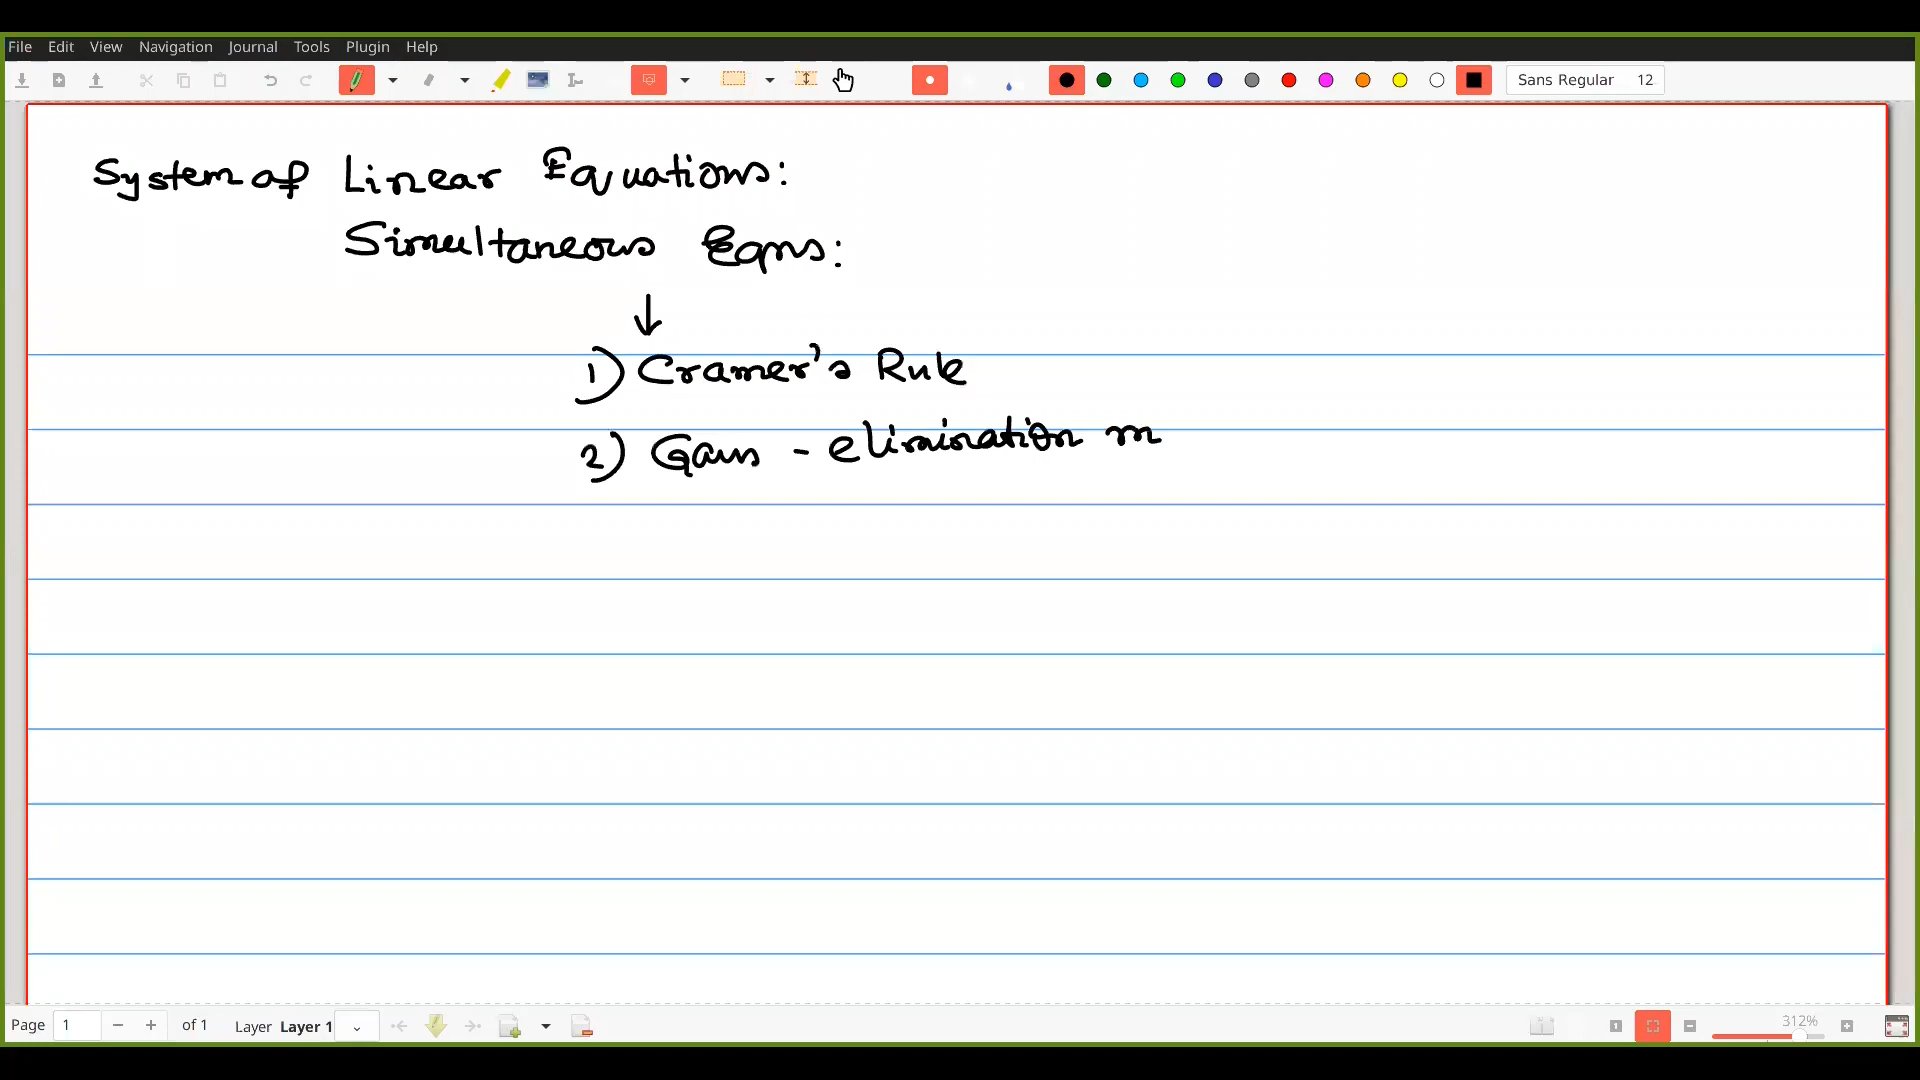 File Edit View Navigation Journal Tools Plugin Help
Sans Regular 12
System of Linear Equations:
Simultaneous Eqns:
↓
1) Cramer's Rule
2) Gauss - elimination m
Page 1 of 1 Layer Layer 1 312%